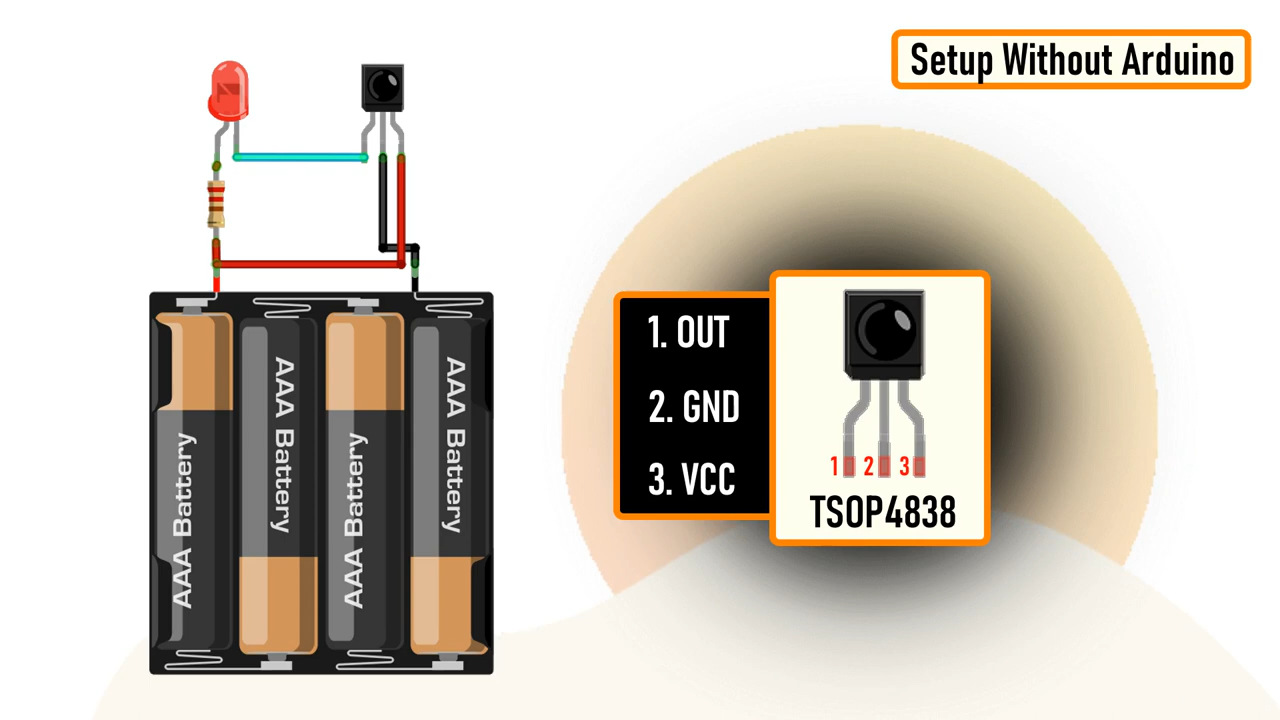 Setup Without Arduino
1. OUT
2. GND
3. VCC
1 2 3
TSOP4838
AAA Battery
AAA Battery
AAA Battery
AAA Battery